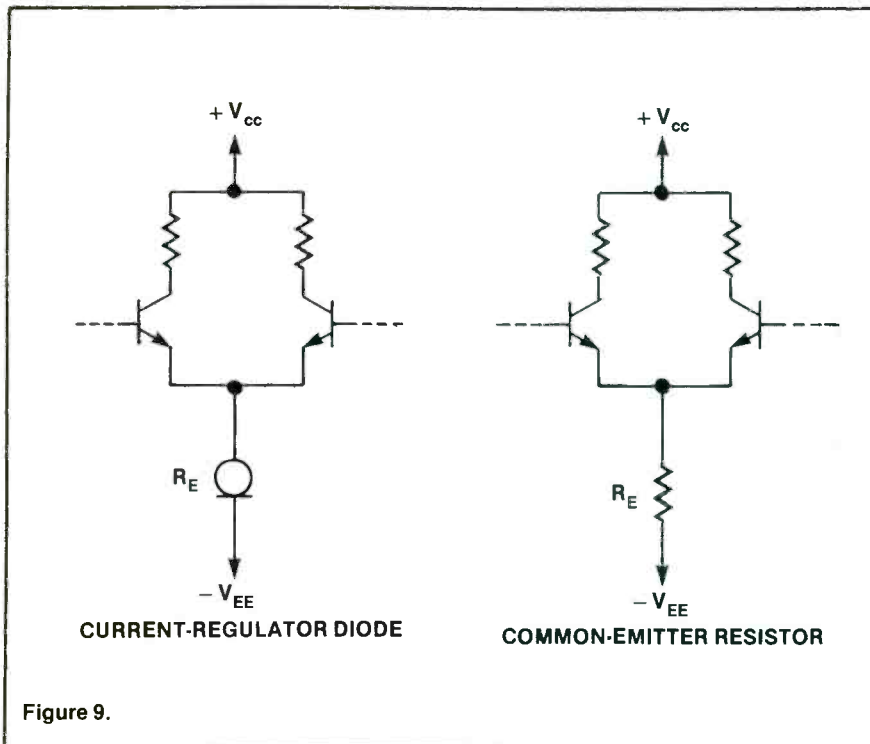 + Vcc
+ Vcc
RE
RE
− VEE
− VEE
CURRENT-REGULATOR DIODE
COMMON-EMITTER RESISTOR
Figure 9.